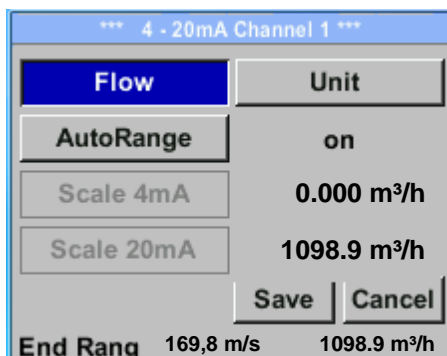 *** 4 - 20mA Channel 1 ***
Flow Unit
AutoRange on
Scale 4mA 0.000 m³/h
Scale 20mA 1098.9 m³/h
Save Cancel
End Rang 169,8 m/s 1098.9 m³/h